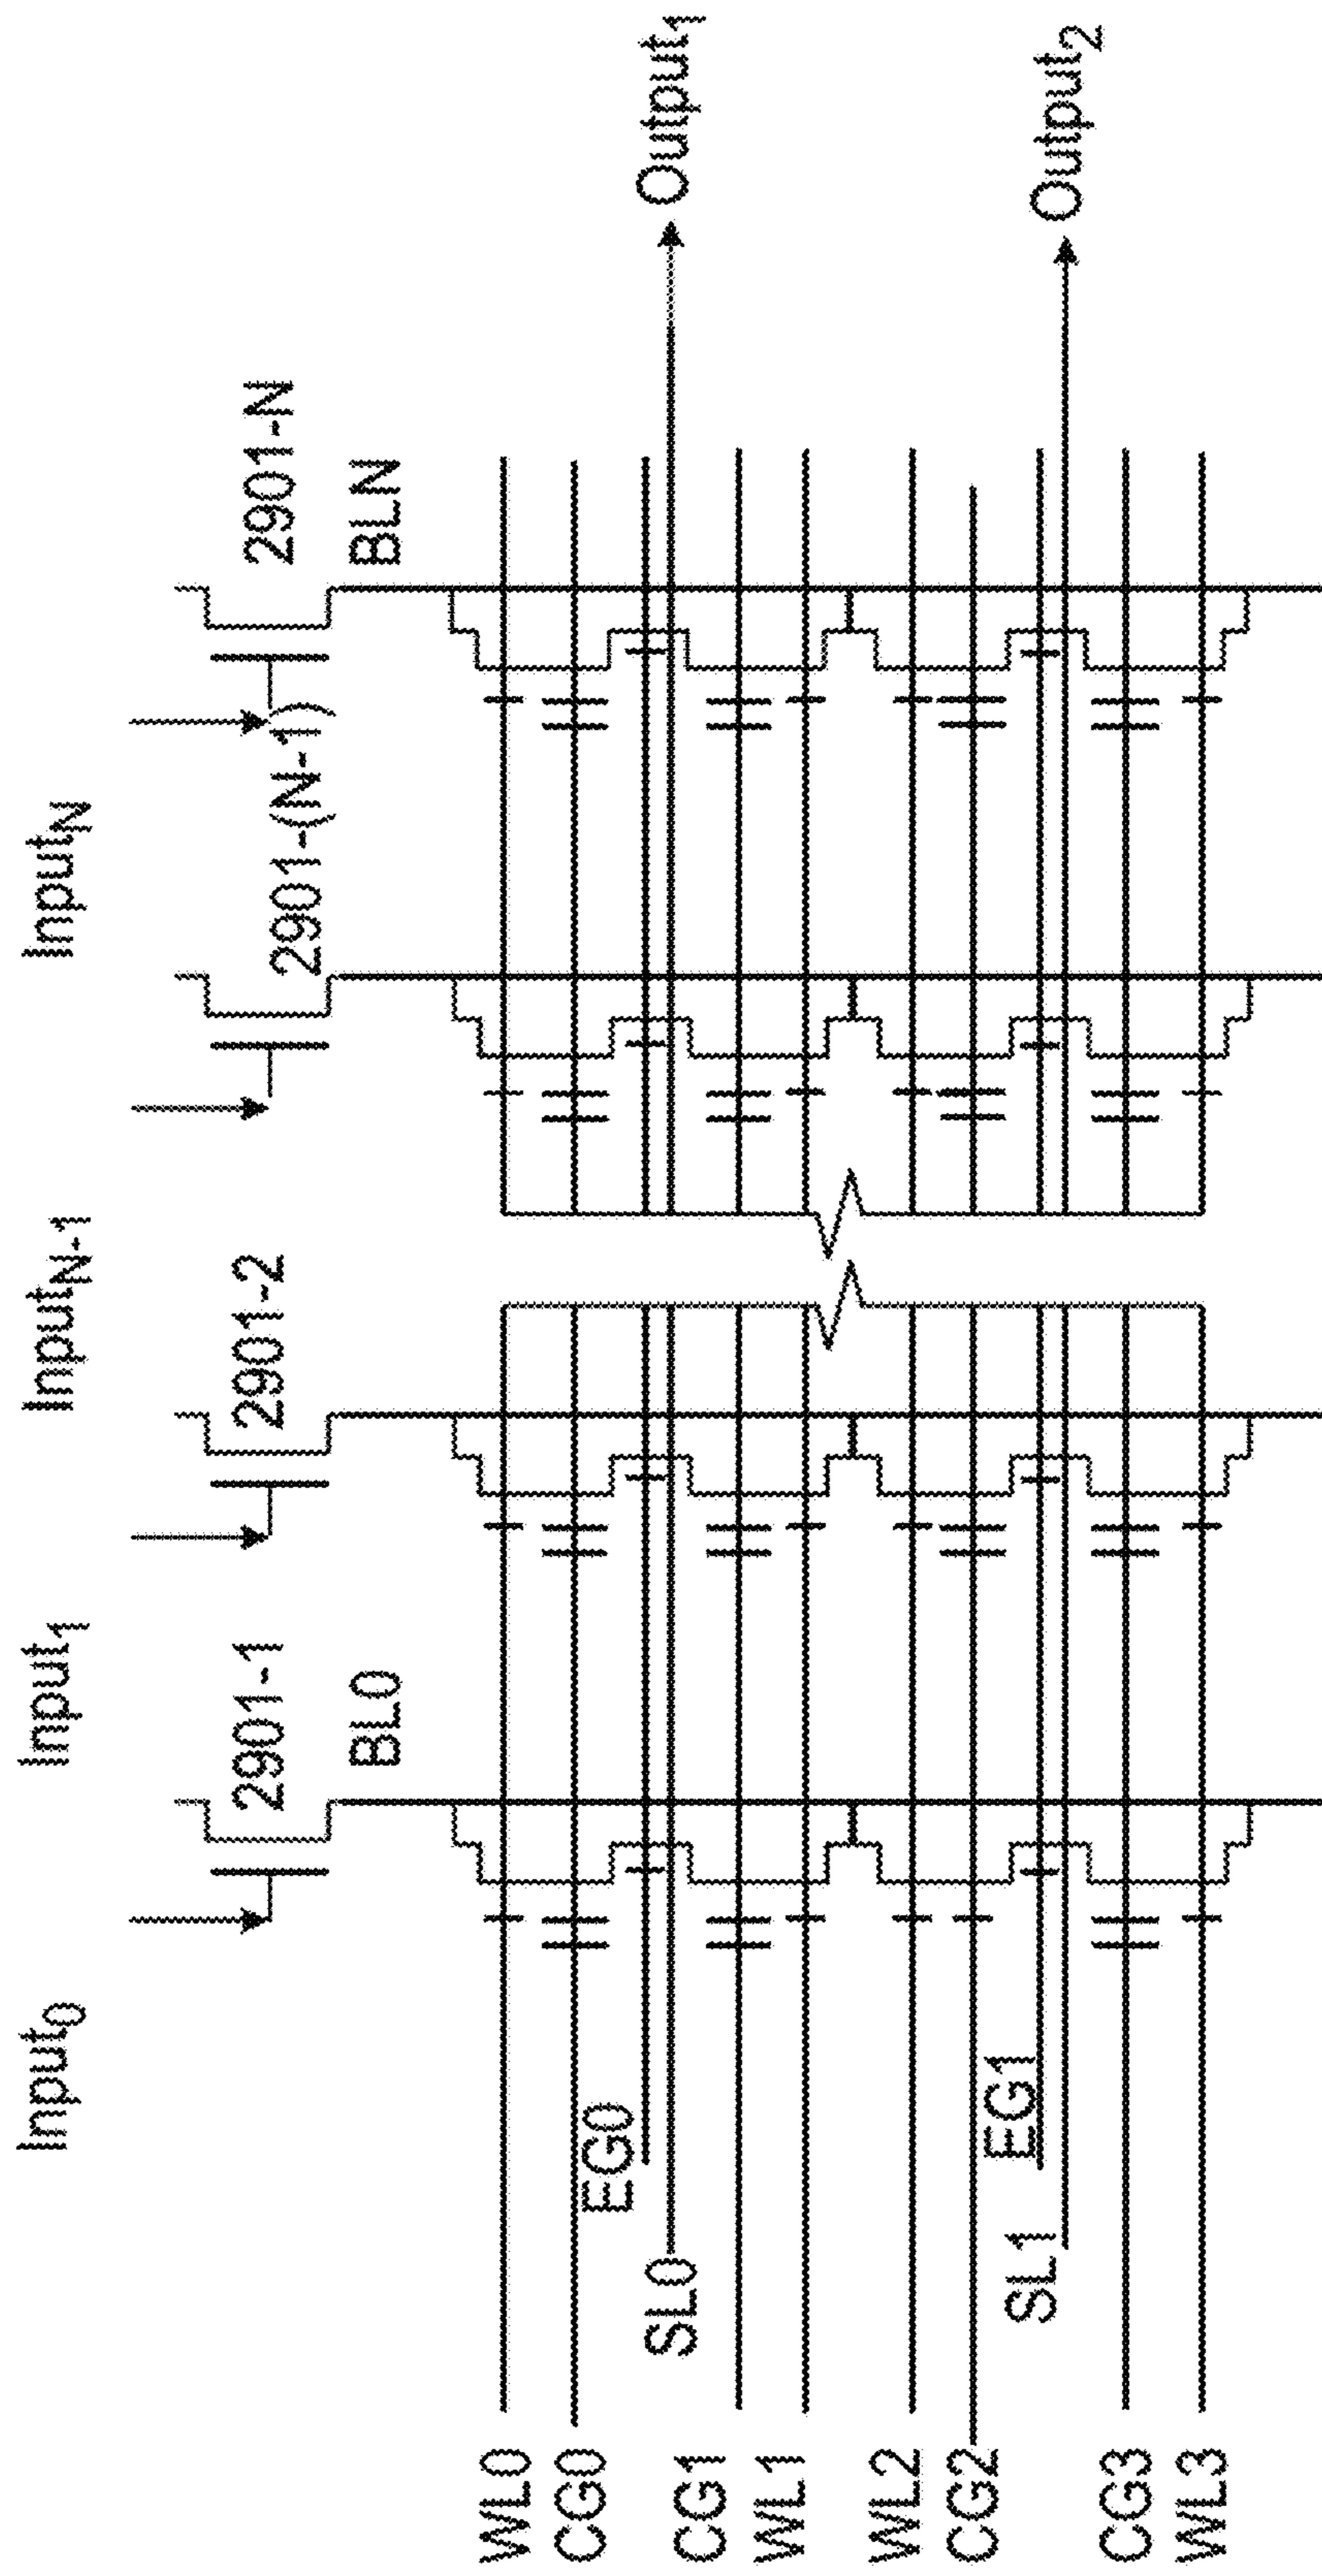 Input0
Input1
InputN-1
InputN
2901-1
2901-2
2901-(N-1)
2901-N
BL0
BLN
WL0
CG0
EG0
SL0
Output1
CG1
WL1
WL2
CG2
EG1
SL1
Output2
CG3
WL3